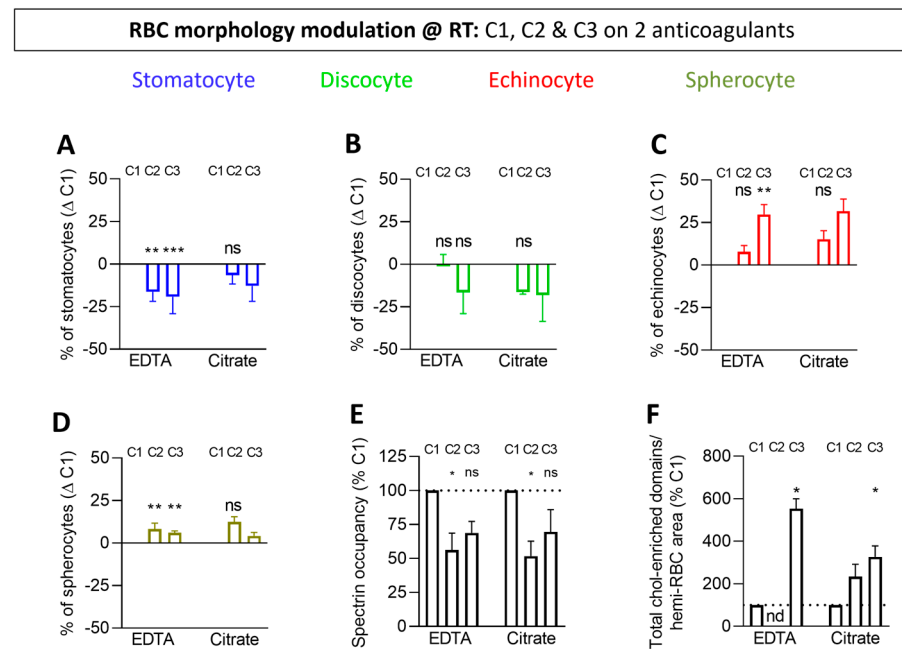 RBC morphology modulation @ RT: C1, C2 & C3 on 2 anticoagulants
Stomatocyte Discocyte Echinocyte Spherocyte
A
% of stomatocytes (Δ C1)
C1 C2 C3 C1 C2 C3
50
25
0
-25
-50
** *** ns
EDTA Citrate
B
% of discocytes (Δ C1)
C1 C2 C3 C1 C2 C3
50
25
0
-25
-50
ns ns ns
EDTA Citrate
C
% of echinocytes (Δ C1)
C1 C2 C3 C1 C2 C3
50
25
0
-25
-50
ns ** ns
EDTA Citrate
D
% of spherocytes (Δ C1)
C1 C2 C3 C1 C2 C3
50
25
0
-25
-50
** ** ns
EDTA Citrate
E
Spectrin occupancy (% C1)
C1 C2 C3 C1 C2 C3
125
100
75
50
25
0
* ns * ns
EDTA Citrate
F
Total chol-enriched domains/
hemi-RBC area (% C1)
C1 C2 C3 C1 C2 C3
800
600
400
200
0
* *
nd
EDTA Citrate